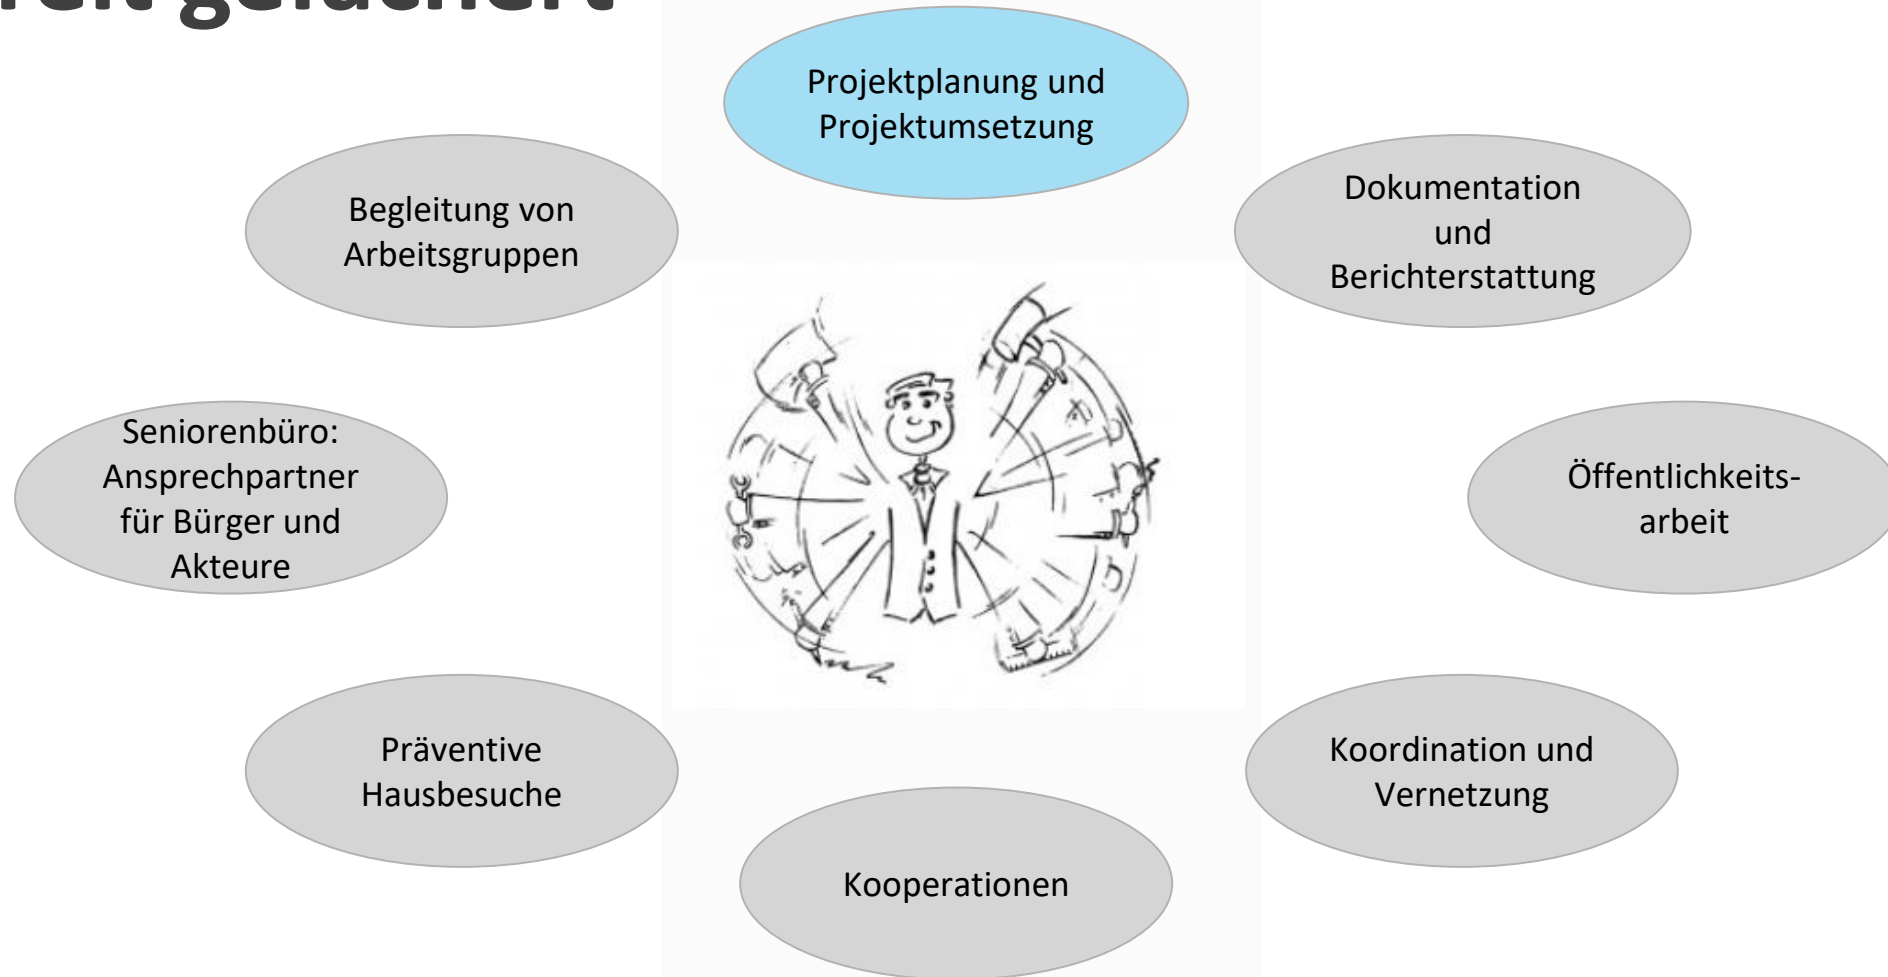 gefächert
Projektplanung und
Projektumsetzung
Begleitung von
Arbeitsgruppen
Dokumentation
und
Berichterstattung
Seniorenbüro:
Ansprechpartner
für Bürger und
Akteure
Öffentlichkeits-
arbeit
Präventive
Hausbesuche
Koordination und
Vernetzung
Kooperationen